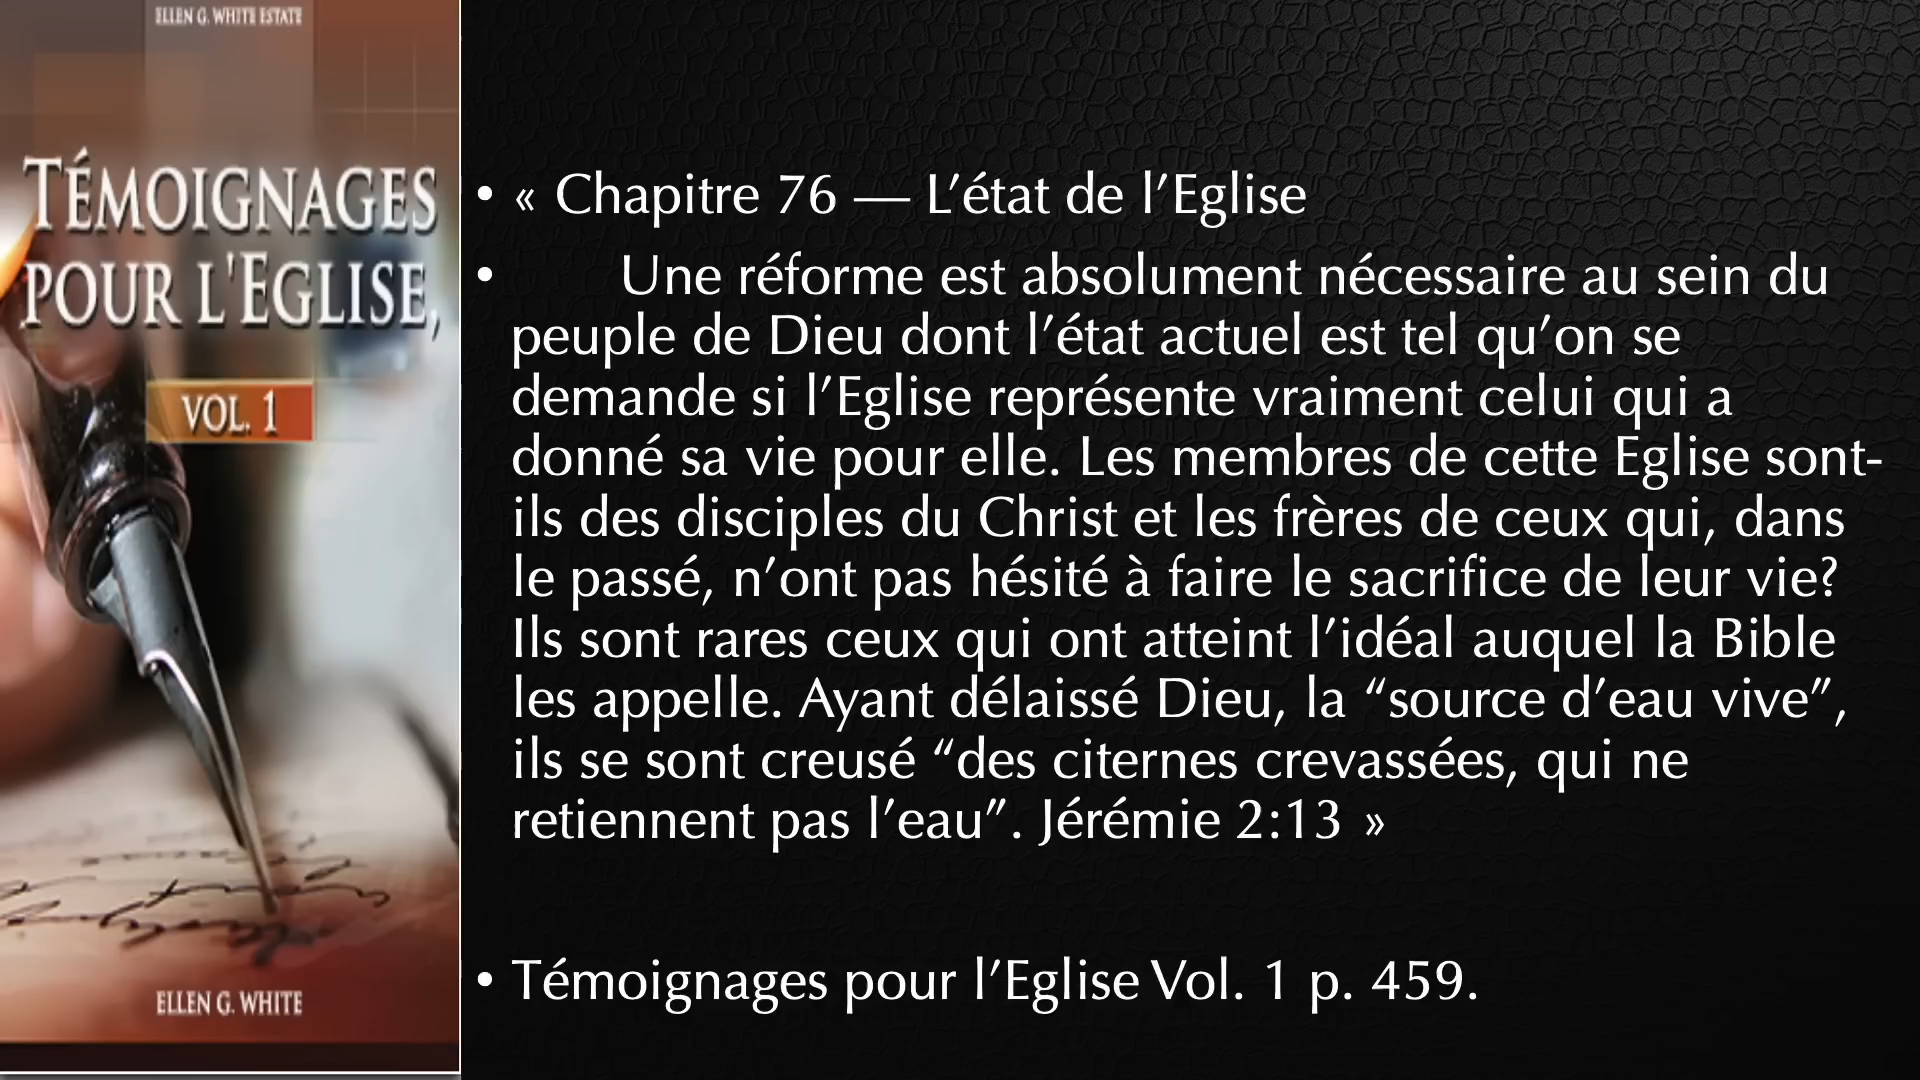 ELLEN G. WHITE ESTATE
TÉMOIGNAGES
POUR L'EGLISE,
VOL. 1
ELLEN G. WHITE
• « Chapitre 76 — L’état de l’Eglise
• Une réforme est absolument nécessaire au sein du
peuple de Dieu dont l’état actuel est tel qu’on se
demande si l’Eglise représente vraiment celui qui a
donné sa vie pour elle. Les membres de cette Eglise sont-
ils des disciples du Christ et les frères de ceux qui, dans
le passé, n’ont pas hésité à faire le sacrifice de leur vie?
Ils sont rares ceux qui ont atteint l’idéal auquel la Bible
les appelle. Ayant délaissé Dieu, la “source d’eau vive”,
ils se sont creusé “des citernes crevassées, qui ne
retiennent pas l’eau”. Jérémie 2:13 »
• Témoignages pour l’Eglise Vol. 1 p. 459.